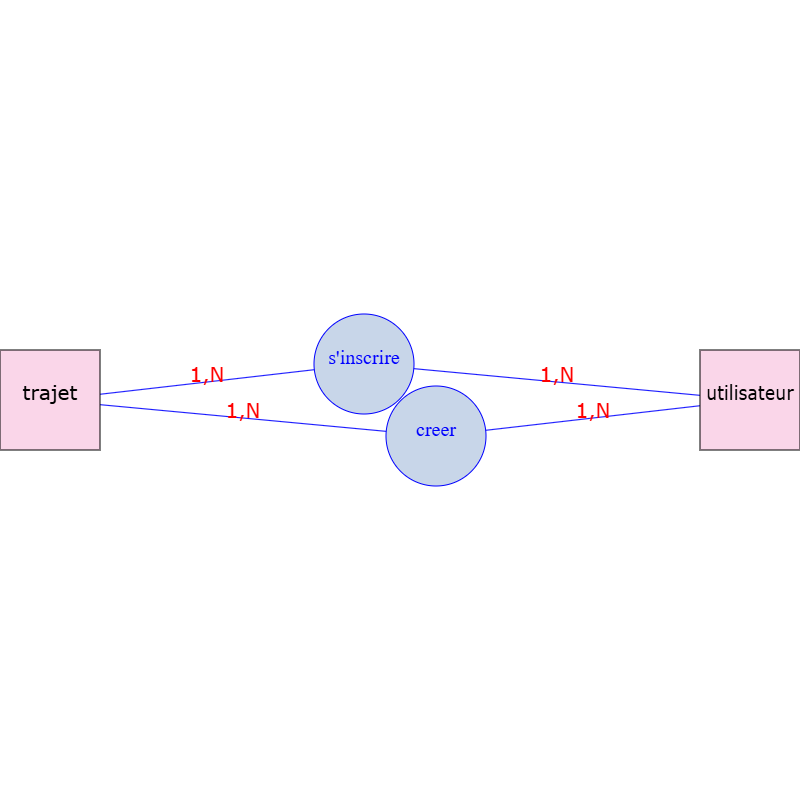 s'inscrire
1,N
1,N
trajet
utilisateur
1,N
1,N
creer